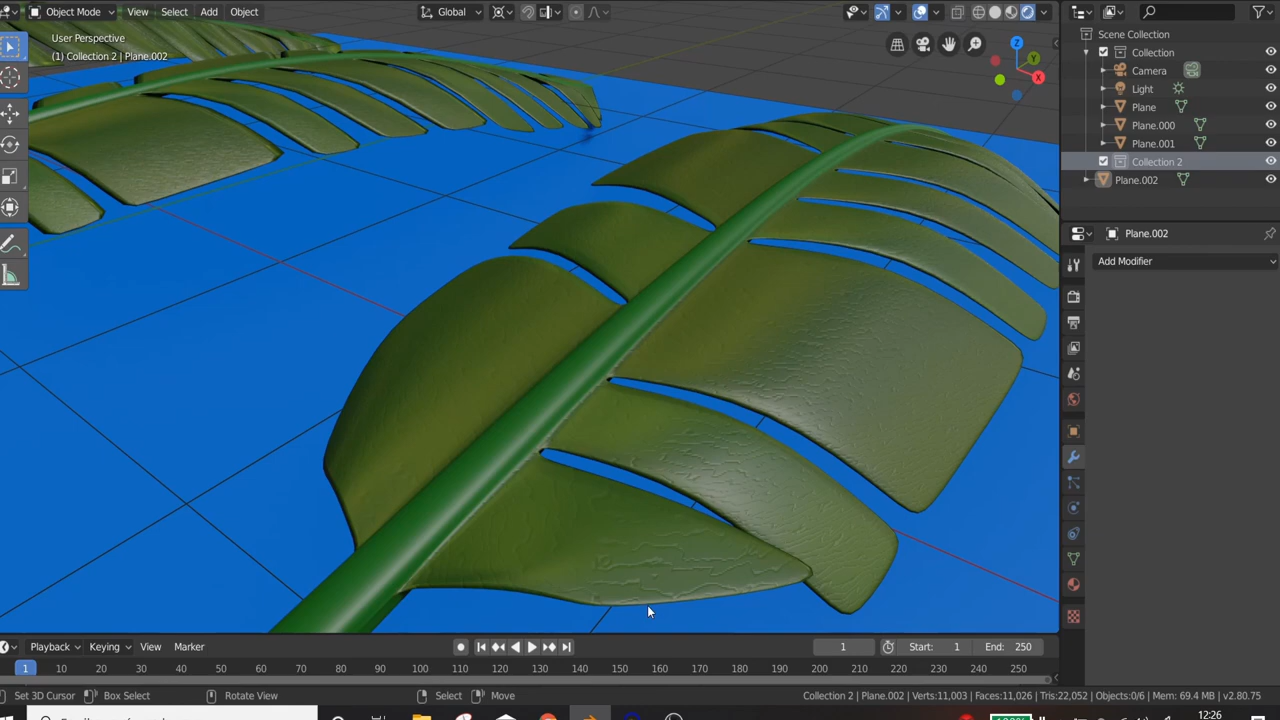 Object Mode View Select Add Object Global
User Perspective
(1) Collection 2 | Plane.002
Z
Y
X
Scene Collection
Collection
Camera
Light
Plane
Plane.000
Plane.001
Collection 2
Plane.002
Plane.002
Add Modifier
Playback Keying View Marker 1 Start: 1 End: 250
1 10 20 30 40 50 60 70 80 90 100 110 120 130 140 150 160 170 180 190 200 210 220 230 240 250
Set 3D Cursor Box Select Rotate View Select Move Collection 2 | Plane.002 | Verts:11,003 | Faces:11,026 | Tris:22,052 | Objects:0/6 | Mem: 69.4 MB | v2.80.75
12:26